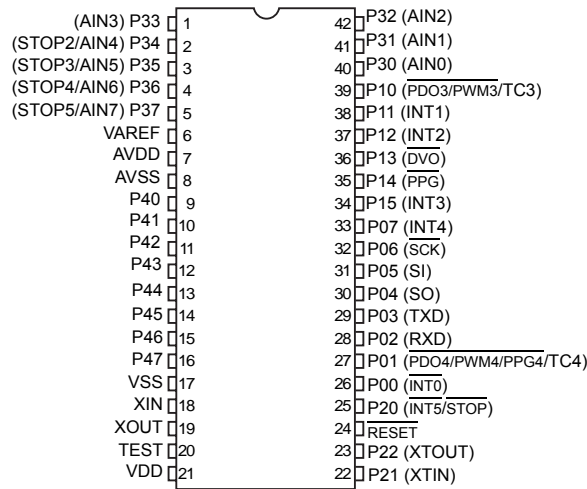 (AIN3) P33 1 42 P32 (AIN2)
(STOP2/AIN4) P34 2 41 P31 (AIN1)
(STOP3/AIN5) P35 3 40 P30 (AIN0)
(STOP4/AIN6) P36 4 39 P10 (PDO3/PWM3/TC3)
(STOP5/AIN7) P37 5 38 P11 (INT1)
VAREF 6 37 P12 (INT2)
AVDD 7 36 P13 (DVO)
AVSS 8 35 P14 (PPG)
P40 9 34 P15 (INT3)
P41 10 33 P07 (INT4)
P42 11 32 P06 (SCK)
P43 12 31 P05 (SI)
P44 13 30 P04 (SO)
P45 14 29 P03 (TXD)
P46 15 28 P02 (RXD)
P47 16 27 P01 (PDO4/PWM4/PPG4/TC4)
VSS 17 26 P00 (INT0)
XIN 18 25 P20 (INT5/STOP)
XOUT 19 24 RESET
TEST 20 23 P22 (XTOUT)
VDD 21 22 P21 (XTIN)